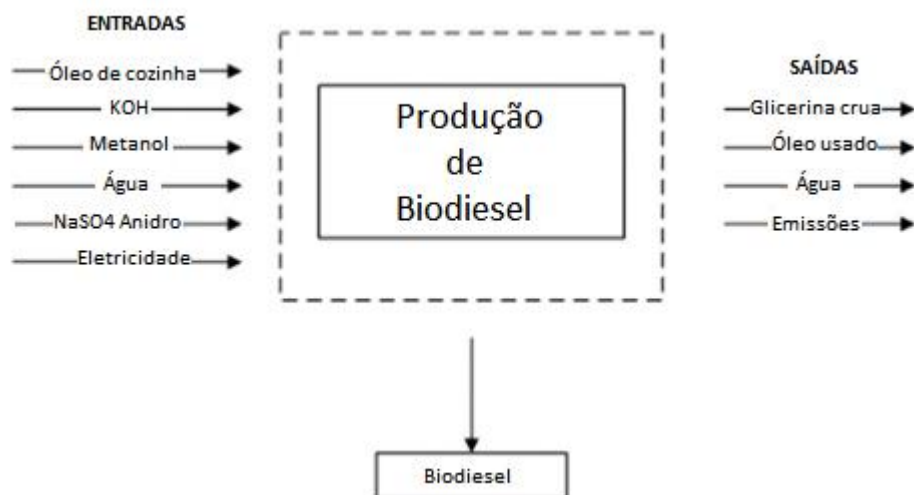 ENTRADAS
Óleo de cozinha
KOH
Metanol
Água
NaSO4 Anidro
Eletricidade
Produção
de
Biodiesel
SAÍDAS
Glicerina crua
Óleo usado
Água
Emissões
Biodiesel